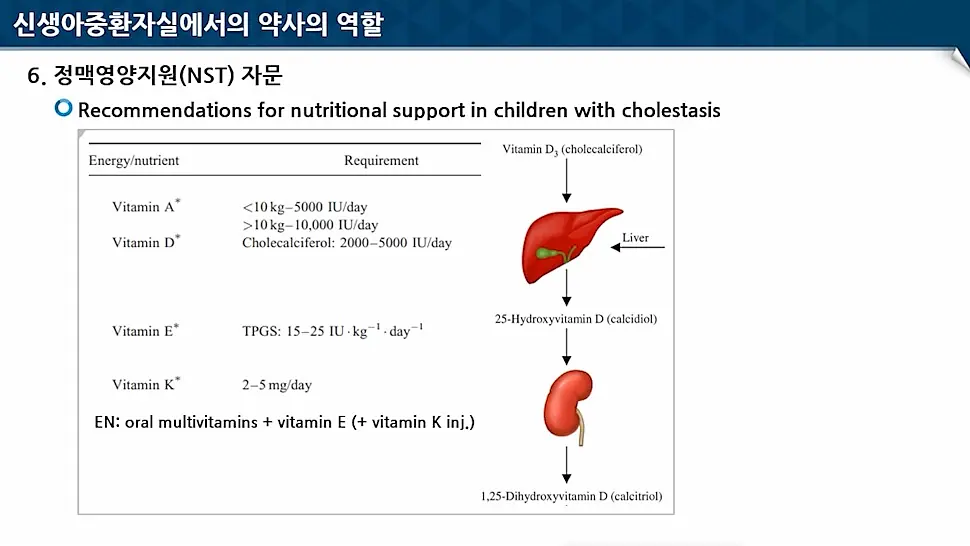 신생아중환자실에서의 약사의 역할
6. 정맥영양지원(NST) 자문
Recommendations for nutritional support in children with cholestasis
Energy/nutrient Requirement
Vitamin A* <10 kg–5000 IU/day
>10 kg–10,000 IU/day
Vitamin D* Cholecalciferol: 2000–5000 IU/day
Vitamin E* TPGS: 15–25 IU · kg⁻¹ · day⁻¹
Vitamin K* 2–5 mg/day
EN: oral multivitamins + vitamin E (+ vitamin K inj.)
Vitamin D₃ (cholecalciferol)
Liver
25-Hydroxyvitamin D (calcidiol)
1,25-Dihydroxyvitamin D (calcitriol)